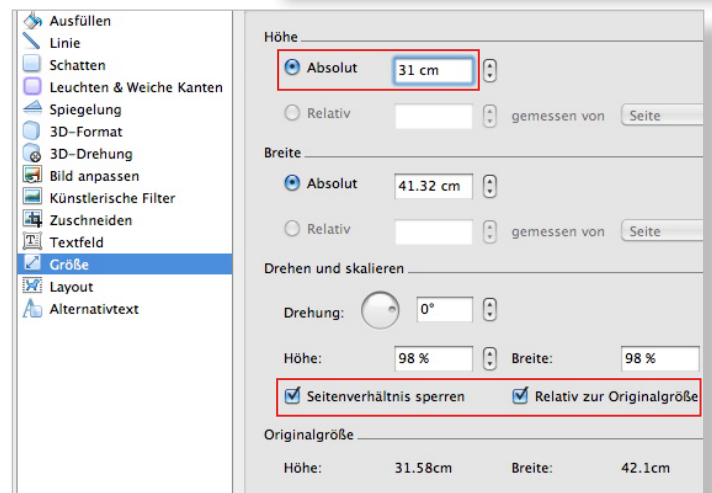 Ausfüllen
Linie
Schatten
Leuchten & Weiche Kanten
Spiegelung
3D-Format
3D-Drehung
Bild anpassen
Künstlerische Filter
Zuschneiden
Textfeld
Größe
Layout
Alternativtext
Höhe
Absolut 31 cm
Relativ gemessen von Seite
Breite
Absolut 41.32 cm
Relativ gemessen von Seite
Drehen und skalieren
Drehung: 0°
Höhe: 98 % Breite: 98 %
Seitenverhältnis sperren Relativ zur Originalgröße
Originalgröße
Höhe: 31.58cm Breite: 42.1cm